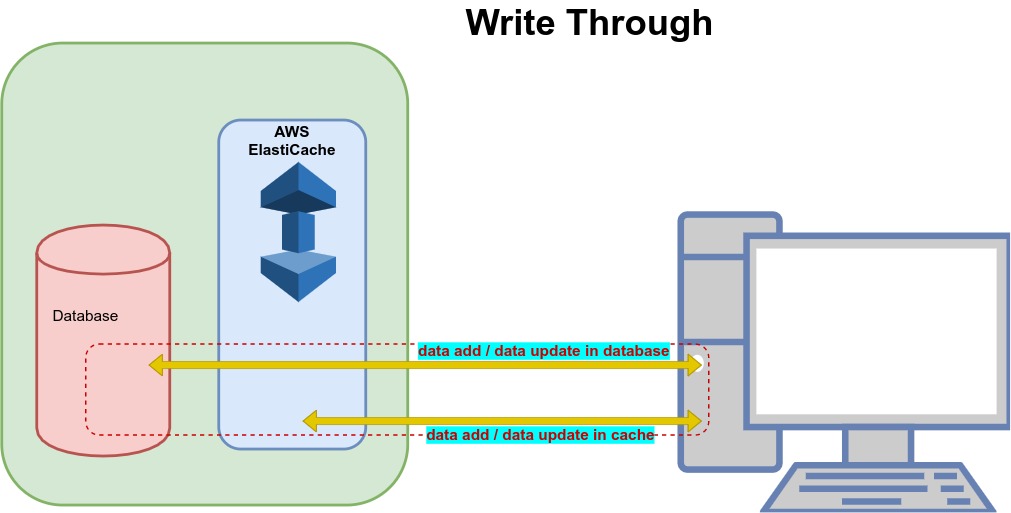 Write Through
AWS
ElastiCache
Database
data add / data update in database
data add / data update in cache